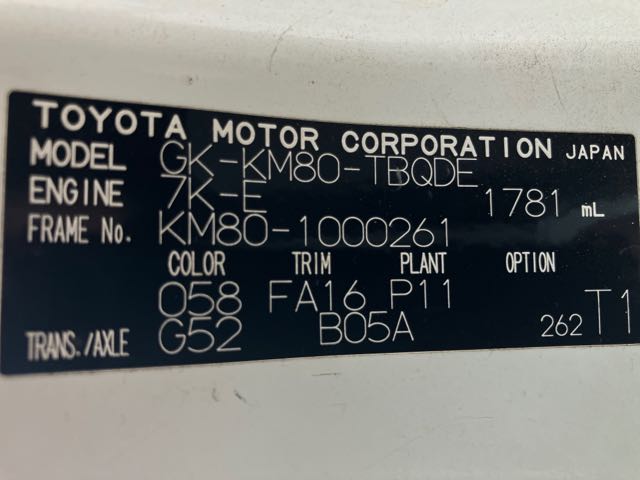 TOYOTA MOTOR CORPORATION JAPAN
MODEL GK-KM80-TBQDE
ENGINE 7K-E 1781 mL
FRAME No. KM80-1000261
COLOR TRIM PLANT OPTION
058 FA16 P11
TRANS./AXLE G52 B05A 262 T1